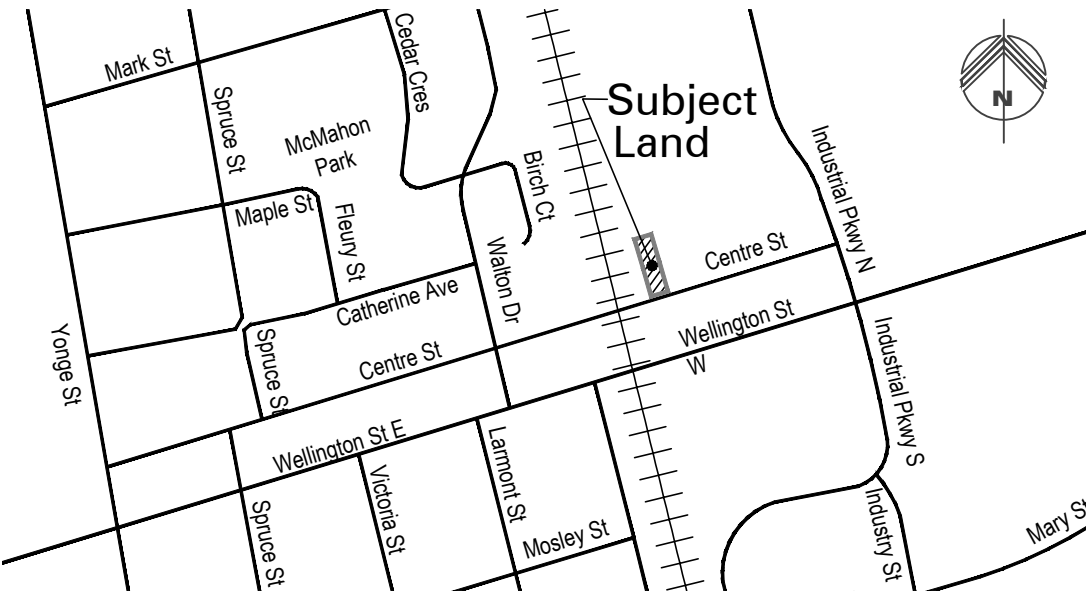 Mark St
Cedar Cres
Subject
Land
N
Spruce St
McMahon
Park
Birch Ct
Industrial Pkwy N
Maple St
Fleury St
Walton Dr
Centre St
Catherine Ave
Yonge St
Spruce St
Centre St
Wellington St
W
Industrial Pkwy S
Wellington St E
Larmont St
Victoria St
Spruce St
Mosley St
Industry St
Mary St